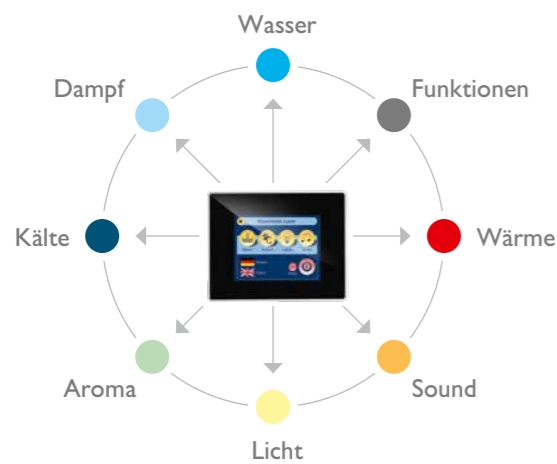 Wasser
Dampf
Funktionen
Kälte
Wärme
Aroma
Sound
Licht